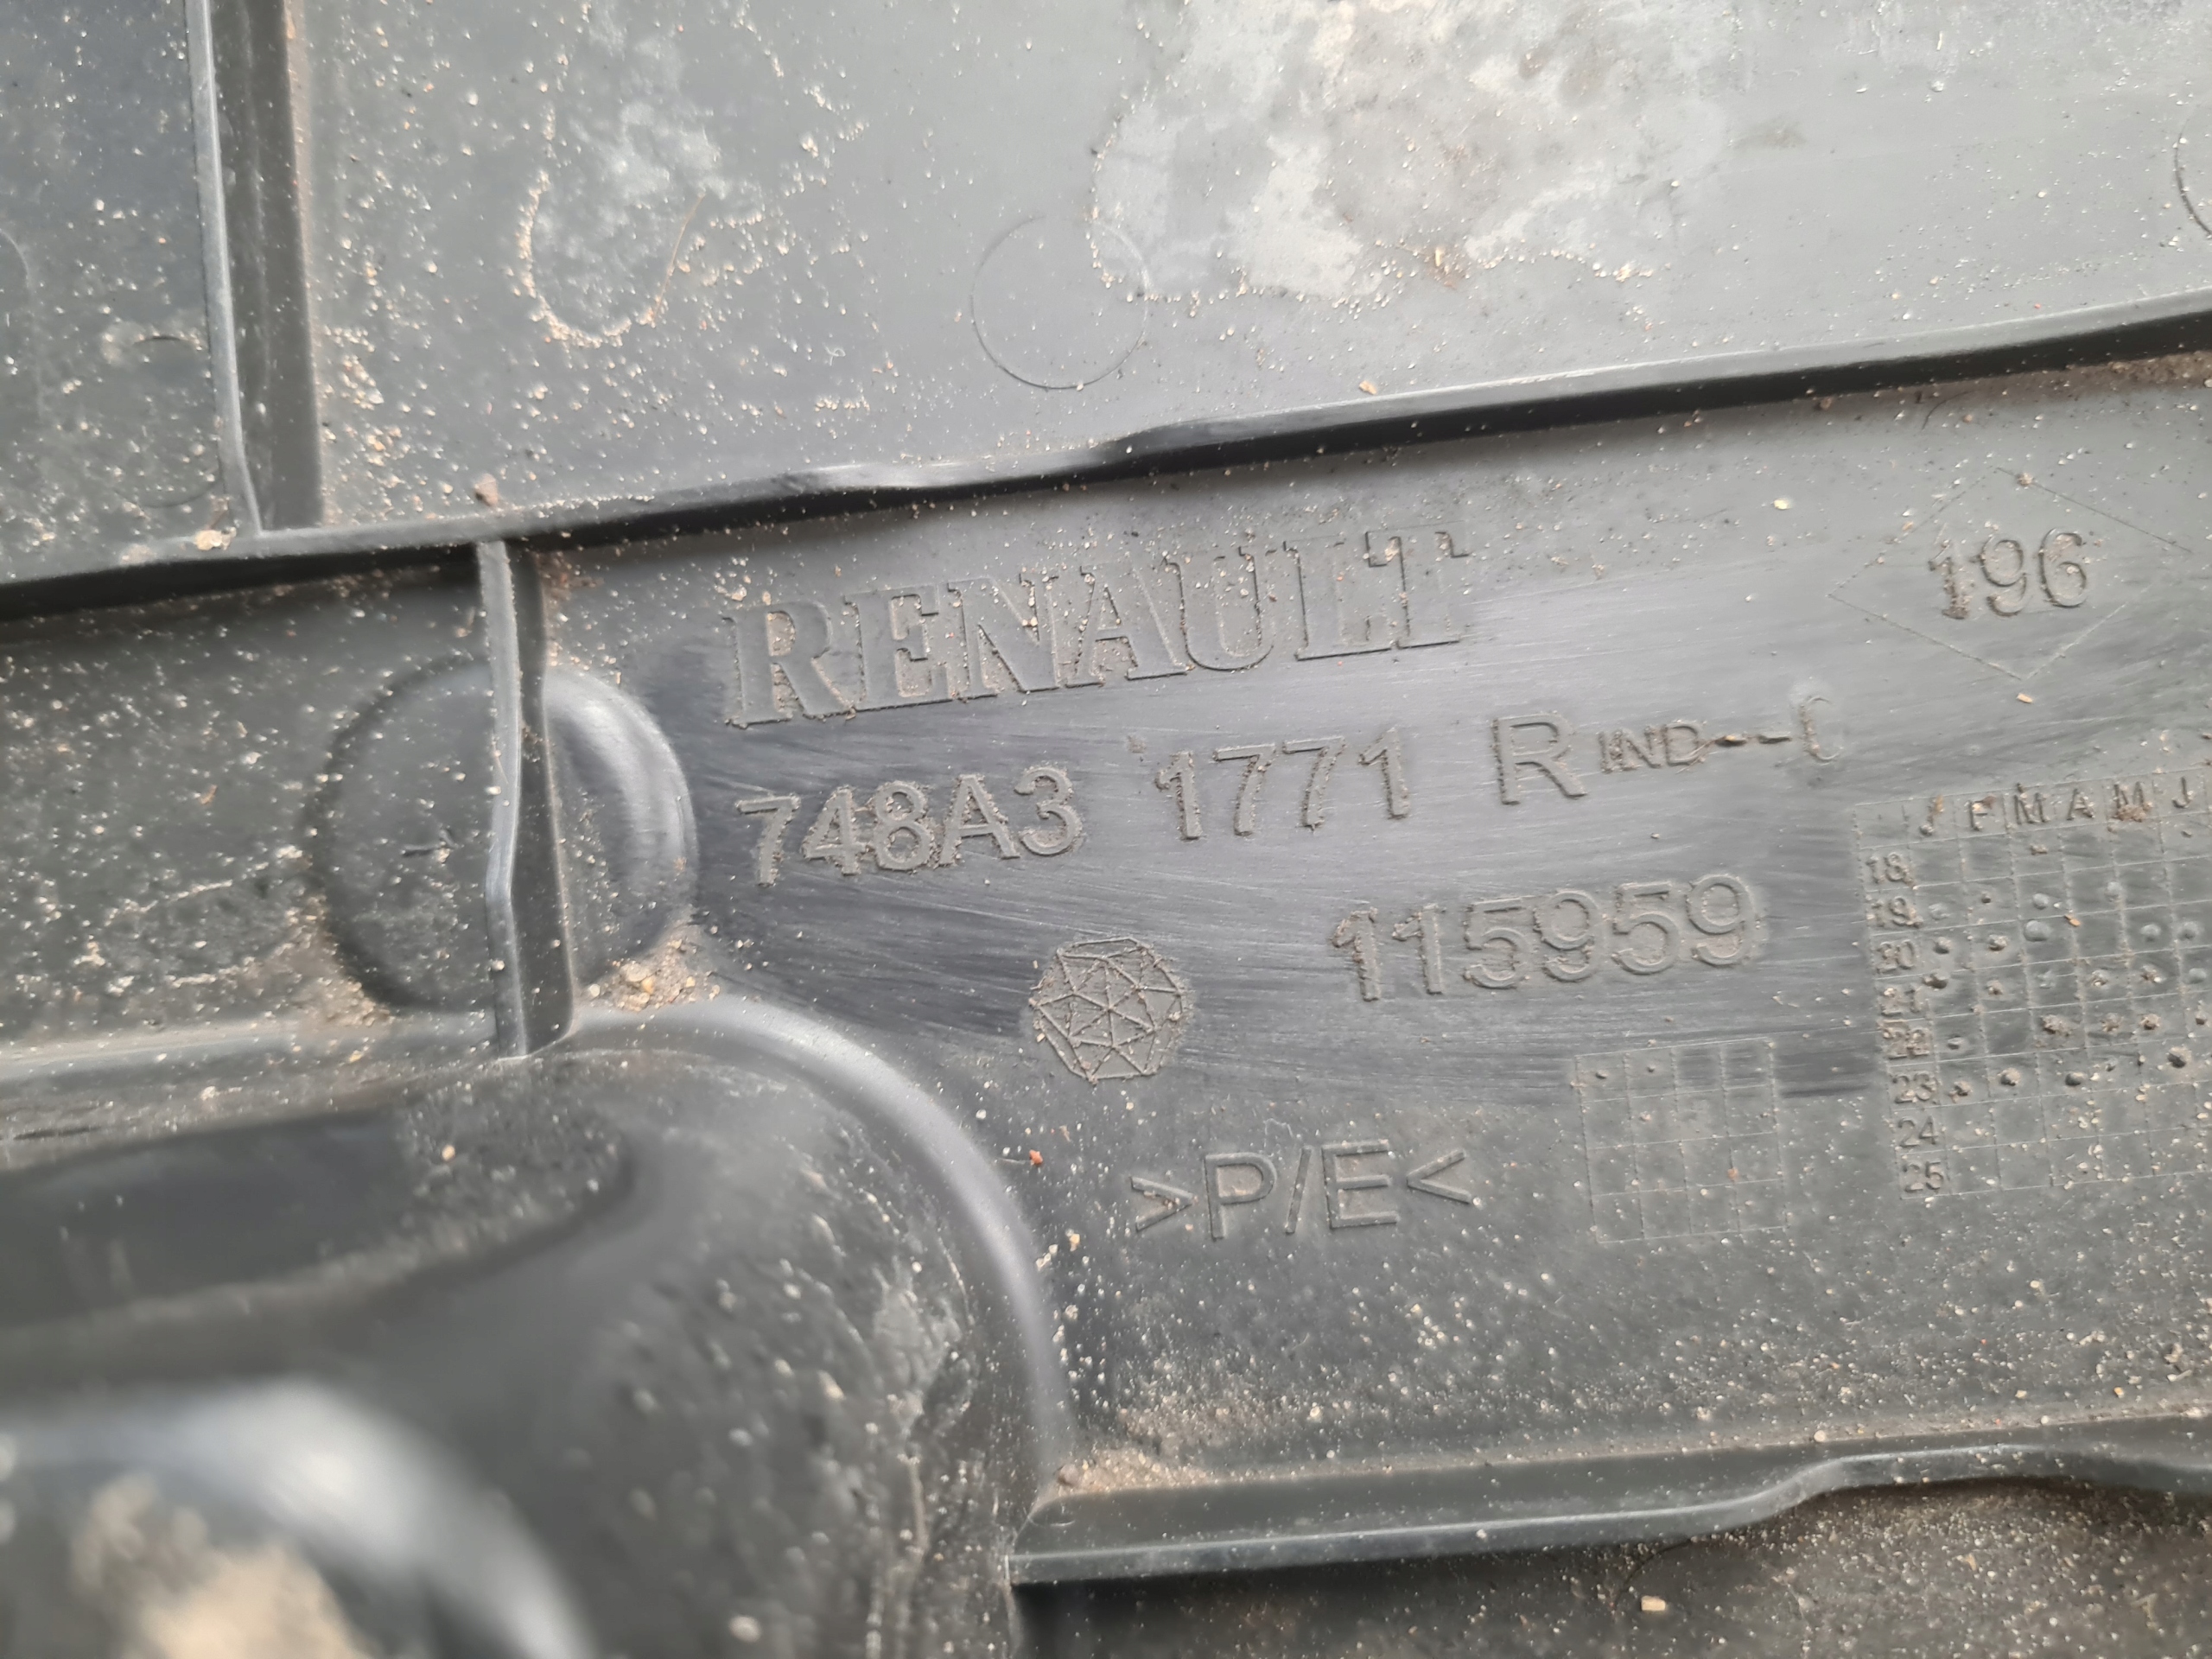 RENAULT
196
748A3 1771 R IND--C
115959
J F M A M J
18
19
20
21
22
23
24
25
>P/E<